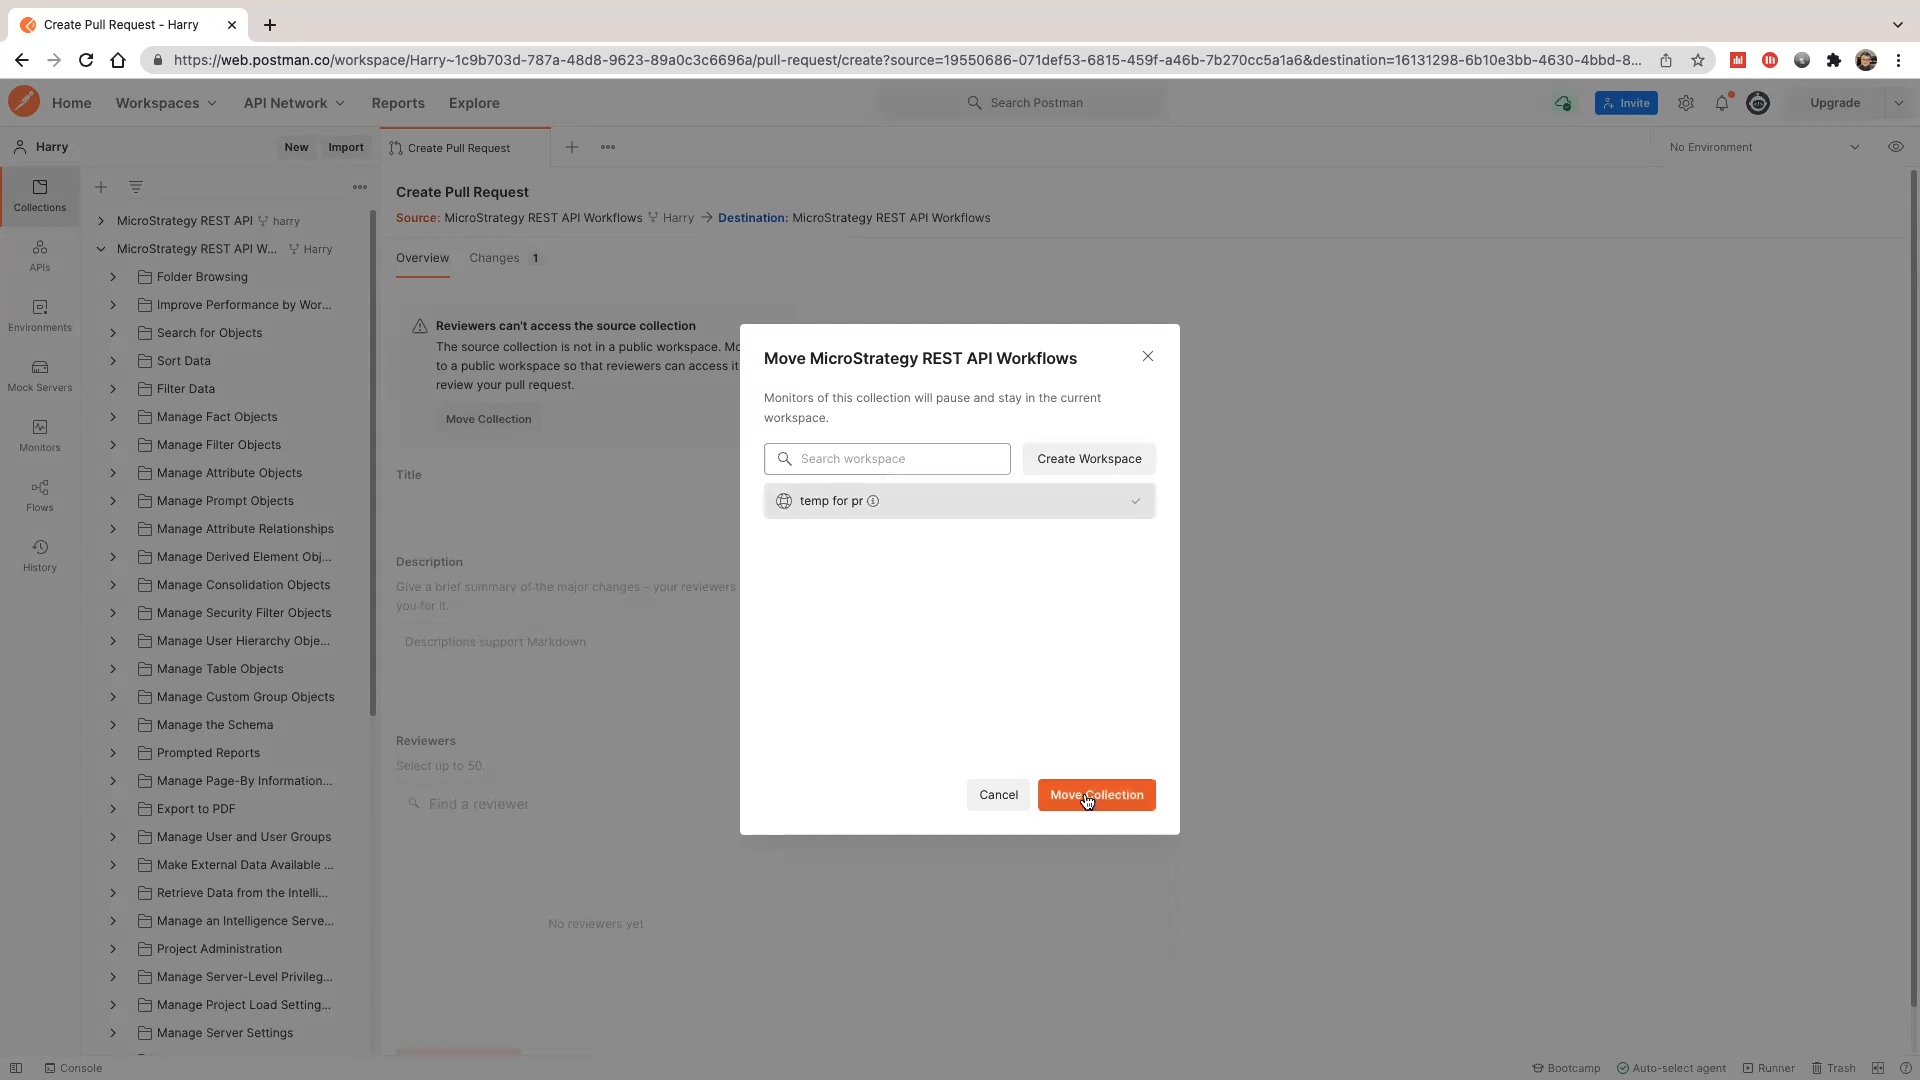 Create Pull Request - Harry
https://web.postman.co/workspace/Harry~1c9b703d-787a-48d8-9623-89a0c3c6696a/pull-request/create?source=19550686-071def53-6815-459f-a46b-7b270cc5a1a6&destination=16131298-6b10e3bb-4630-4bbd-8...
Home
Workspaces
API Network
Reports
Explore
Search Postman
Invite
Upgrade
Harry
New
Import
Create Pull Request
No Environment
Collections
APIs
Environments
Mock Servers
Monitors
Flows
History
MicroStrategy REST API harry
MicroStrategy REST API W... Harry
Folder Browsing
Improve Performance by Wor...
Search for Objects
Sort Data
Filter Data
Manage Fact Objects
Manage Filter Objects
Manage Attribute Objects
Manage Prompt Objects
Manage Attribute Relationships
Manage Derived Element Obj...
Manage Consolidation Objects
Manage Security Filter Objects
Manage User Hierarchy Obje...
Manage Table Objects
Manage Custom Group Objects
Manage the Schema
Prompted Reports
Manage Page-By Information...
Export to PDF
Manage User and User Groups
Make External Data Available ...
Retrieve Data from the Intelli...
Manage an Intelligence Serve...
Project Administration
Manage Server-Level Privileg...
Manage Project Load Setting...
Manage Server Settings
Create Pull Request
Source: MicroStrategy REST API Workflows Harry → Destination: MicroStrategy REST API Workflows
Overview
Changes 1
Reviewers can't access the source collection
The source collection is not in a public workspace. Mo
to a public workspace so that reviewers can access it
review your pull request.
Move Collection
Title
Description
Give a brief summary of the major changes – your reviewers
you for it.
Descriptions support Markdown
Reviewers
Select up to 50
Find a reviewer
No reviewers yet
Move MicroStrategy REST API Workflows
Monitors of this collection will pause and stay in the current
workspace.
Search workspace
Create Workspace
temp for pr
Cancel
Move Collection
Console
Bootcamp
Auto-select agent
Runner
Trash